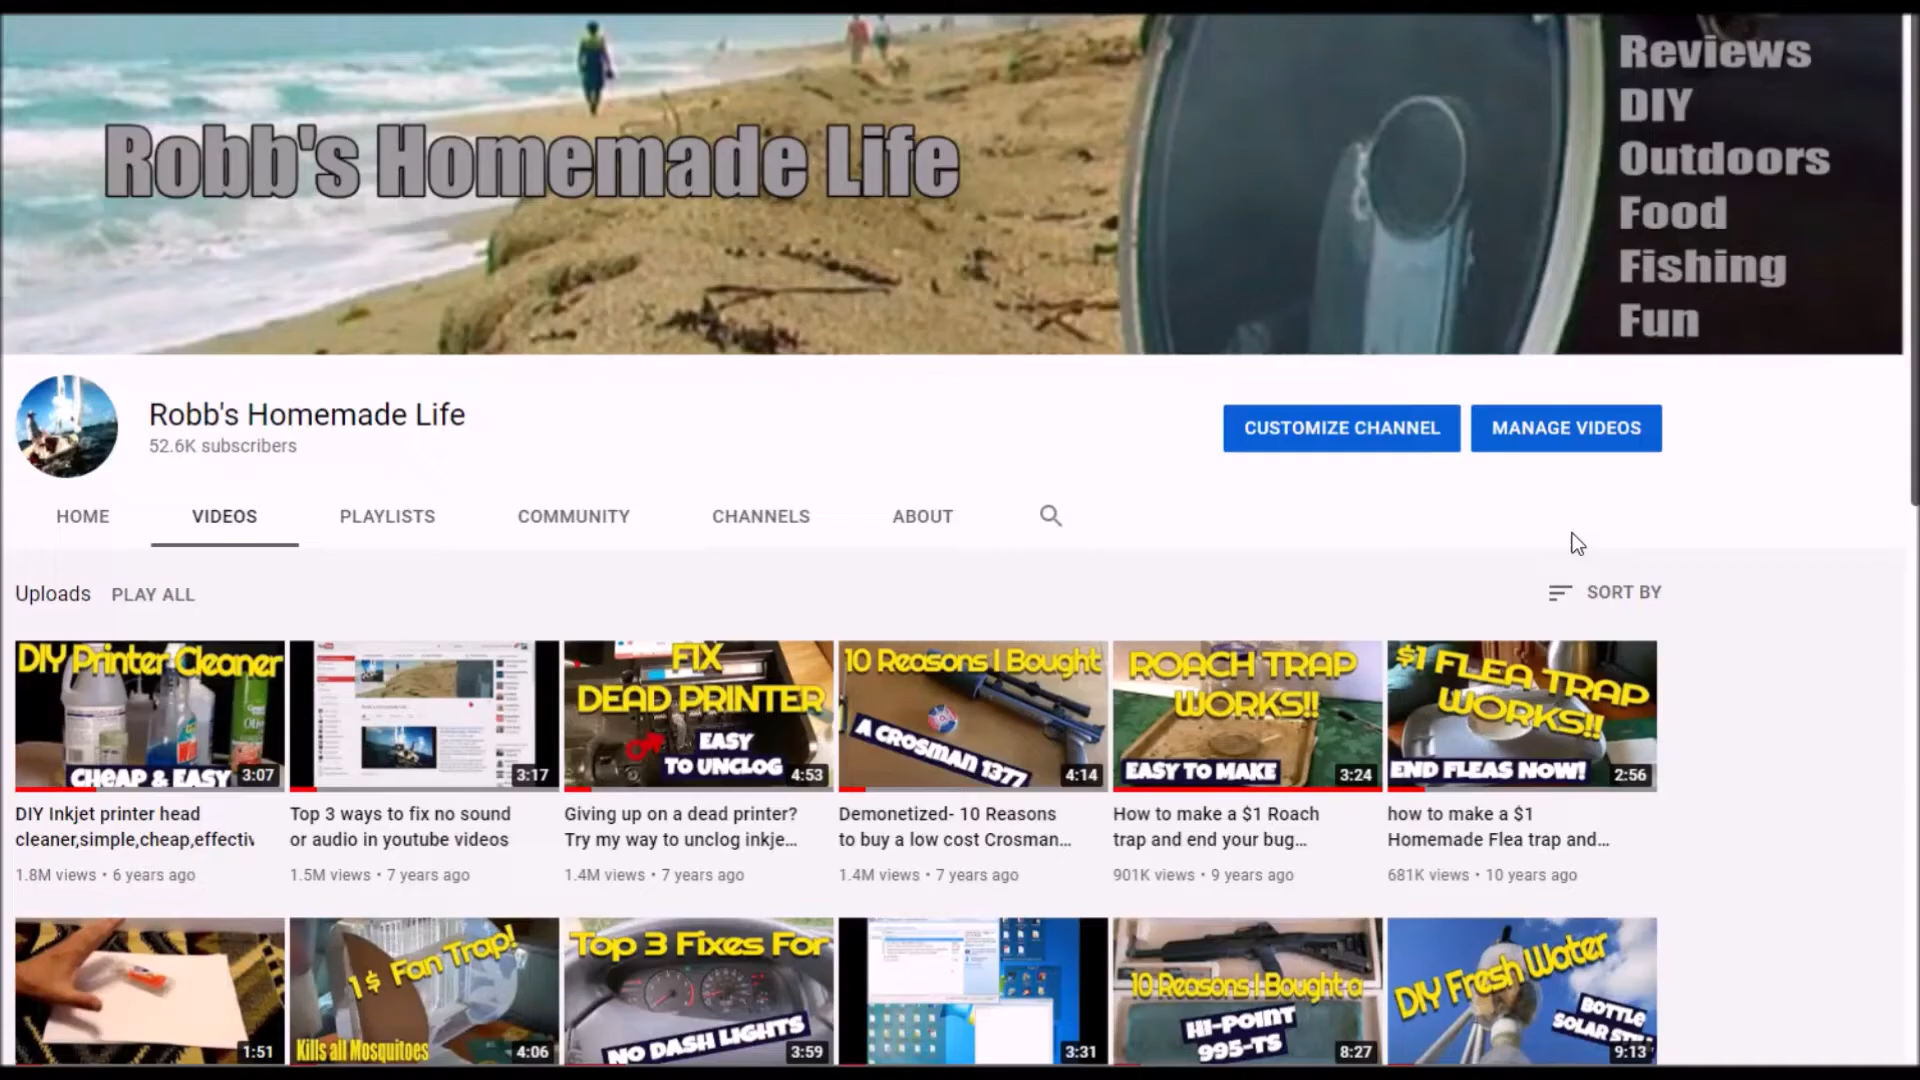 Reviews
DIY
Outdoors
Food
Fishing
Fun
Robb's Homemade Life
Robb's Homemade Life
52.6K subscribers
CUSTOMIZE CHANNEL
MANAGE VIDEOS
HOME
VIDEOS
PLAYLISTS
COMMUNITY
CHANNELS
ABOUT
Uploads
PLAY ALL
SORT BY
DIY Printer Cleaner
CHEAP & EASY
3:07
3:17
FIX
DEAD PRINTER
EASY
TO UNCLOG
4:53
10 Reasons I Bought
A CROSMAN 1377
4:14
ROACH TRAP
WORKS!!
EASY TO MAKE
3:24
$1 FLEA TRAP
WORKS!!
END FLEAS NOW!
2:56
DIY Inkjet printer head
cleaner,simple,cheap,effectiv
1.8M views • 6 years ago
Top 3 ways to fix no sound
or audio in youtube videos
1.5M views • 7 years ago
Giving up on a dead printer?
Try my way to unclog inkje...
1.4M views • 7 years ago
Demonetized- 10 Reasons
to buy a low cost Crosman...
1.4M views • 7 years ago
How to make a $1 Roach
trap and end your bug...
901K views • 9 years ago
how to make a $1
Homemade Flea trap and...
681K views • 10 years ago
1:51
1$ Fan Trap!
Kills all Mosquitoes
4:06
Top 3 Fixes For
NO DASH LIGHTS
3:59
3:31
10 Reasons I Bought a
HI-POINT
995-TS
8:27
DIY Fresh Water
BOTTLE
SOLAR
9:13